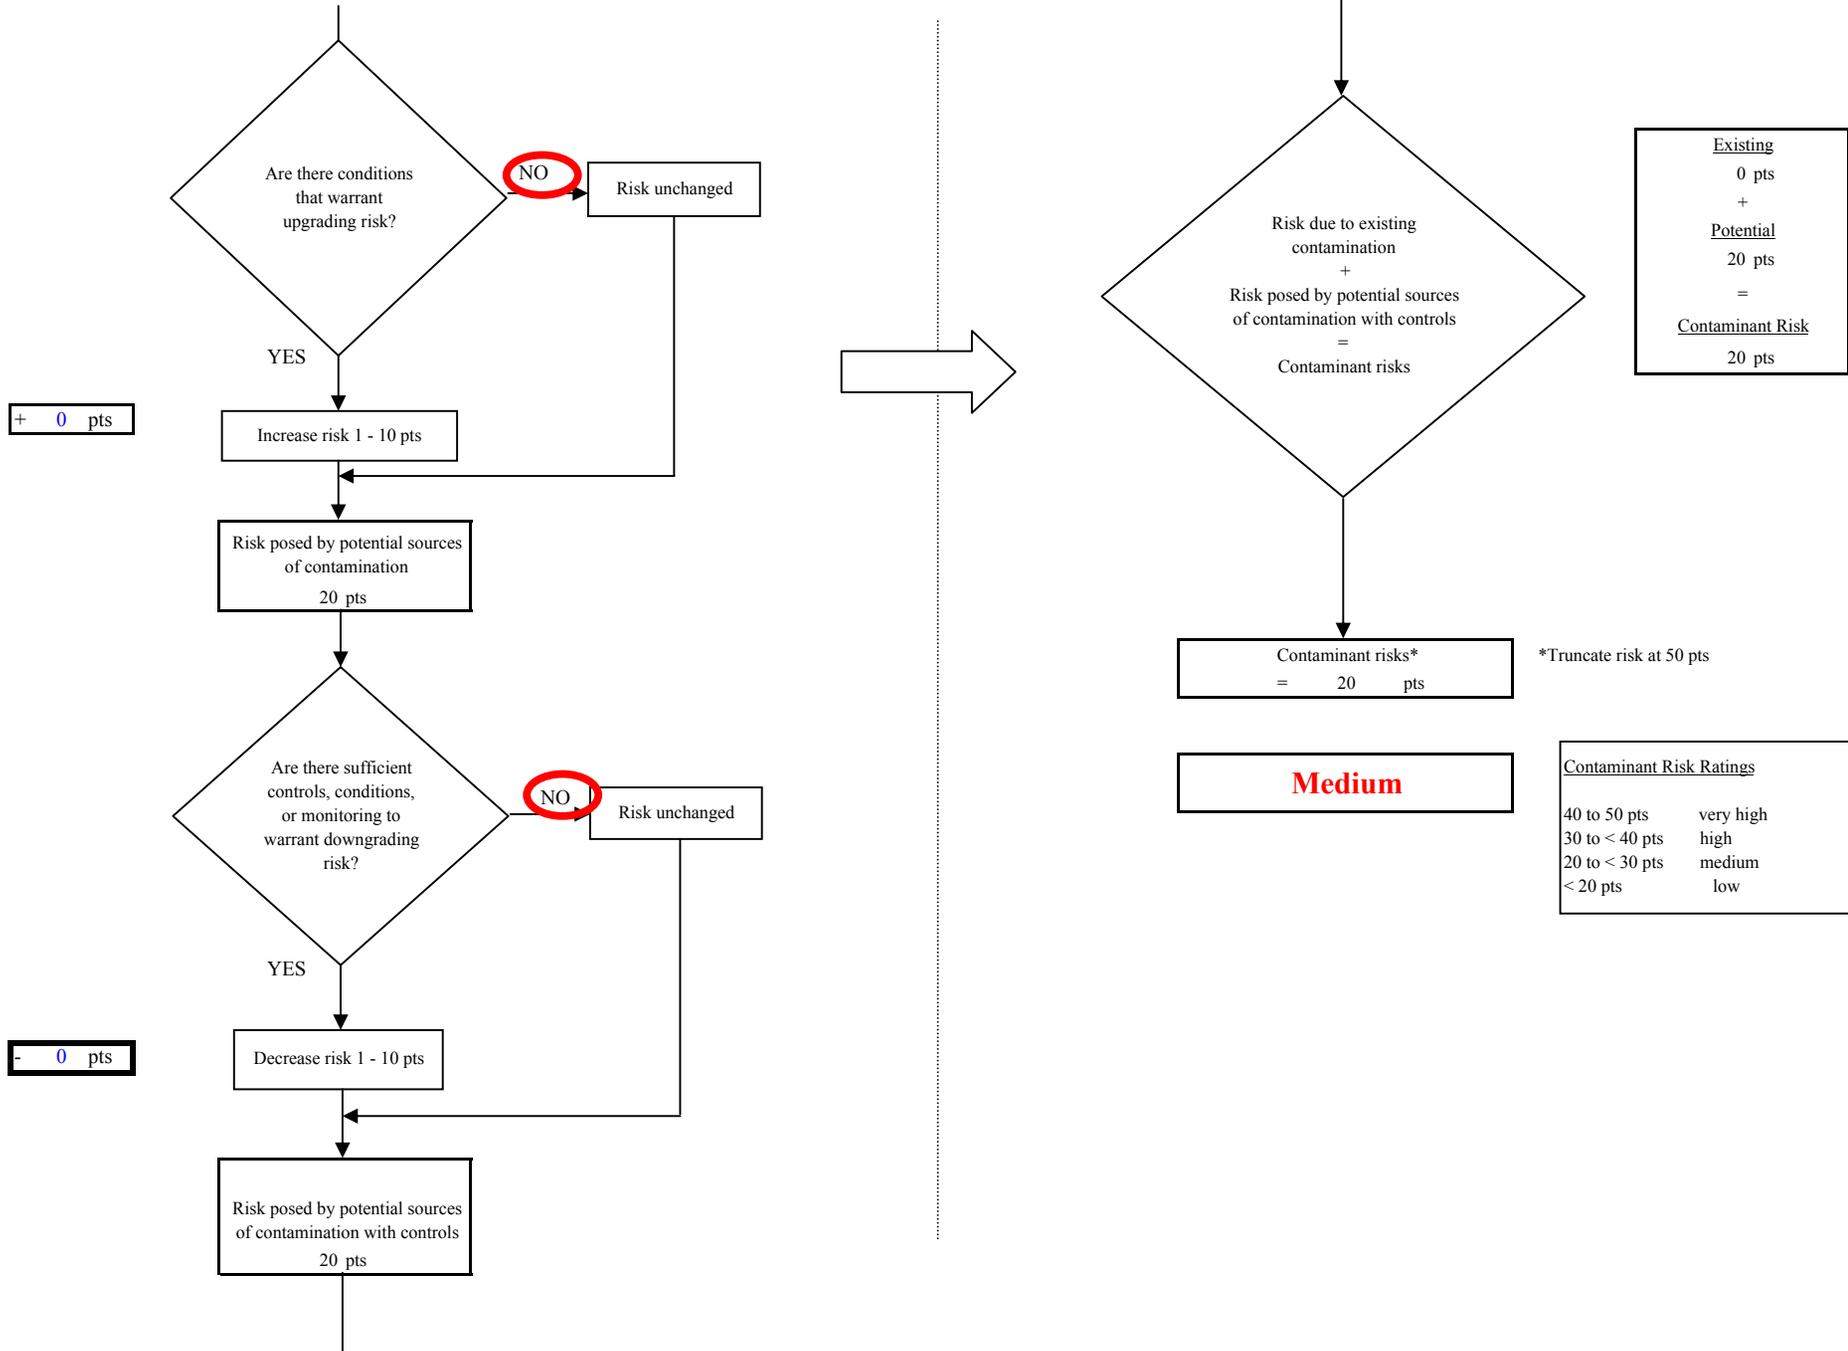 Are there conditions
that warrant
upgrading risk?
NO
Risk unchanged
YES
+ 0 pts
Increase risk 1 - 10 pts
Risk posed by potential sources
of contamination
20 pts
Are there sufficient
controls, conditions,
or monitoring to
warrant downgrading
risk?
NO
Risk unchanged
YES
- 0 pts
Decrease risk 1 - 10 pts
Risk posed by potential sources
of contamination with controls
20 pts
Risk due to existing
contamination
+
Risk posed by potential sources
of contamination with controls
=
Contaminant risks
Existing
0 pts
+
Potential
20 pts
=
Contaminant Risk
20 pts
Contaminant risks*
= 20 pts
*Truncate risk at 50 pts
Medium
Contaminant Risk Ratings
40 to 50 pts very high
30 to < 40 pts high
20 to < 30 pts medium
< 20 pts low